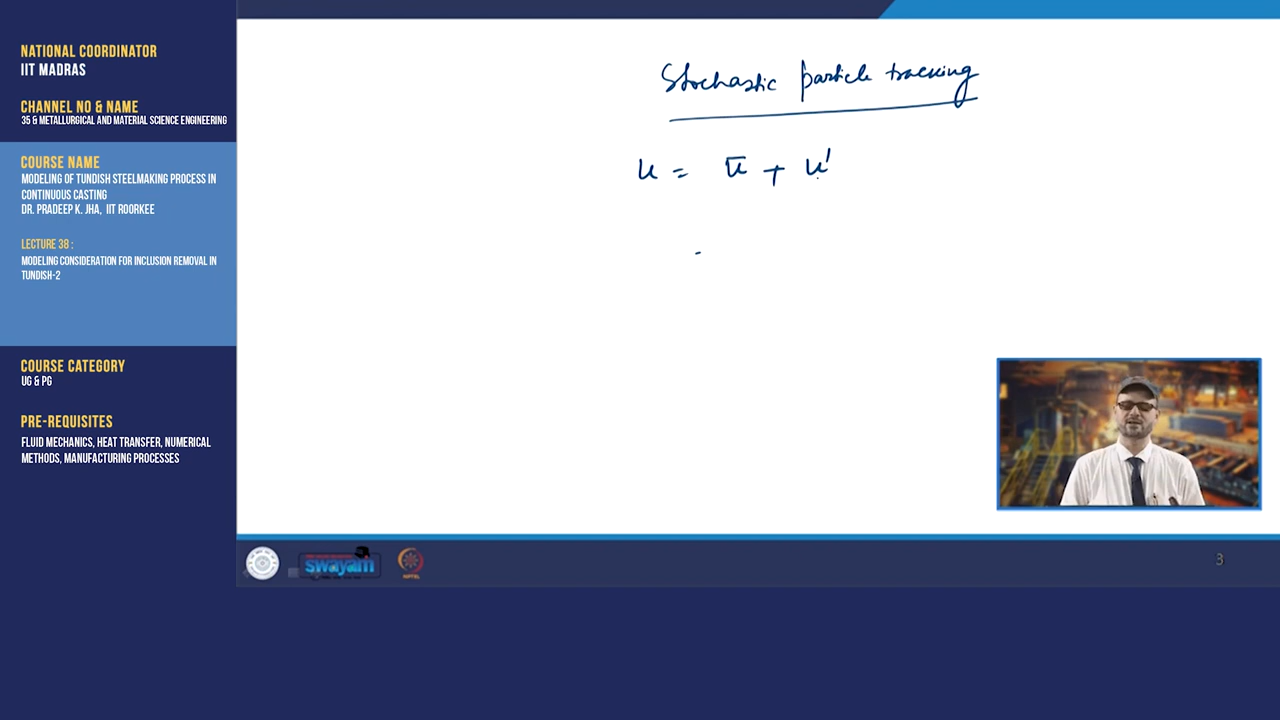 NATIONAL COORDINATOR
IIT MADRAS
CHANNEL NO & NAME
35 & METALLURGICAL AND MATERIAL SCIENCE ENGINEERING
COURSE NAME
MODELING OF TUNDISH STEELMAKING PROCESS IN
CONTINUOUS CASTING
DR. PRADEEP K. JHA, IIT ROORKEE
LECTURE 38 :
MODELING CONSIDERATION FOR INCLUSION REMOVAL IN
TUNDISH-2
COURSE CATEGORY
UG & PG
PRE-REQUISITES
FLUID MECHANICS, HEAT TRANSFER, NUMERICAL
METHODS, MANUFACTURING PROCESSES
Stochastic particle tracking
u = ū + u'
swayam
3